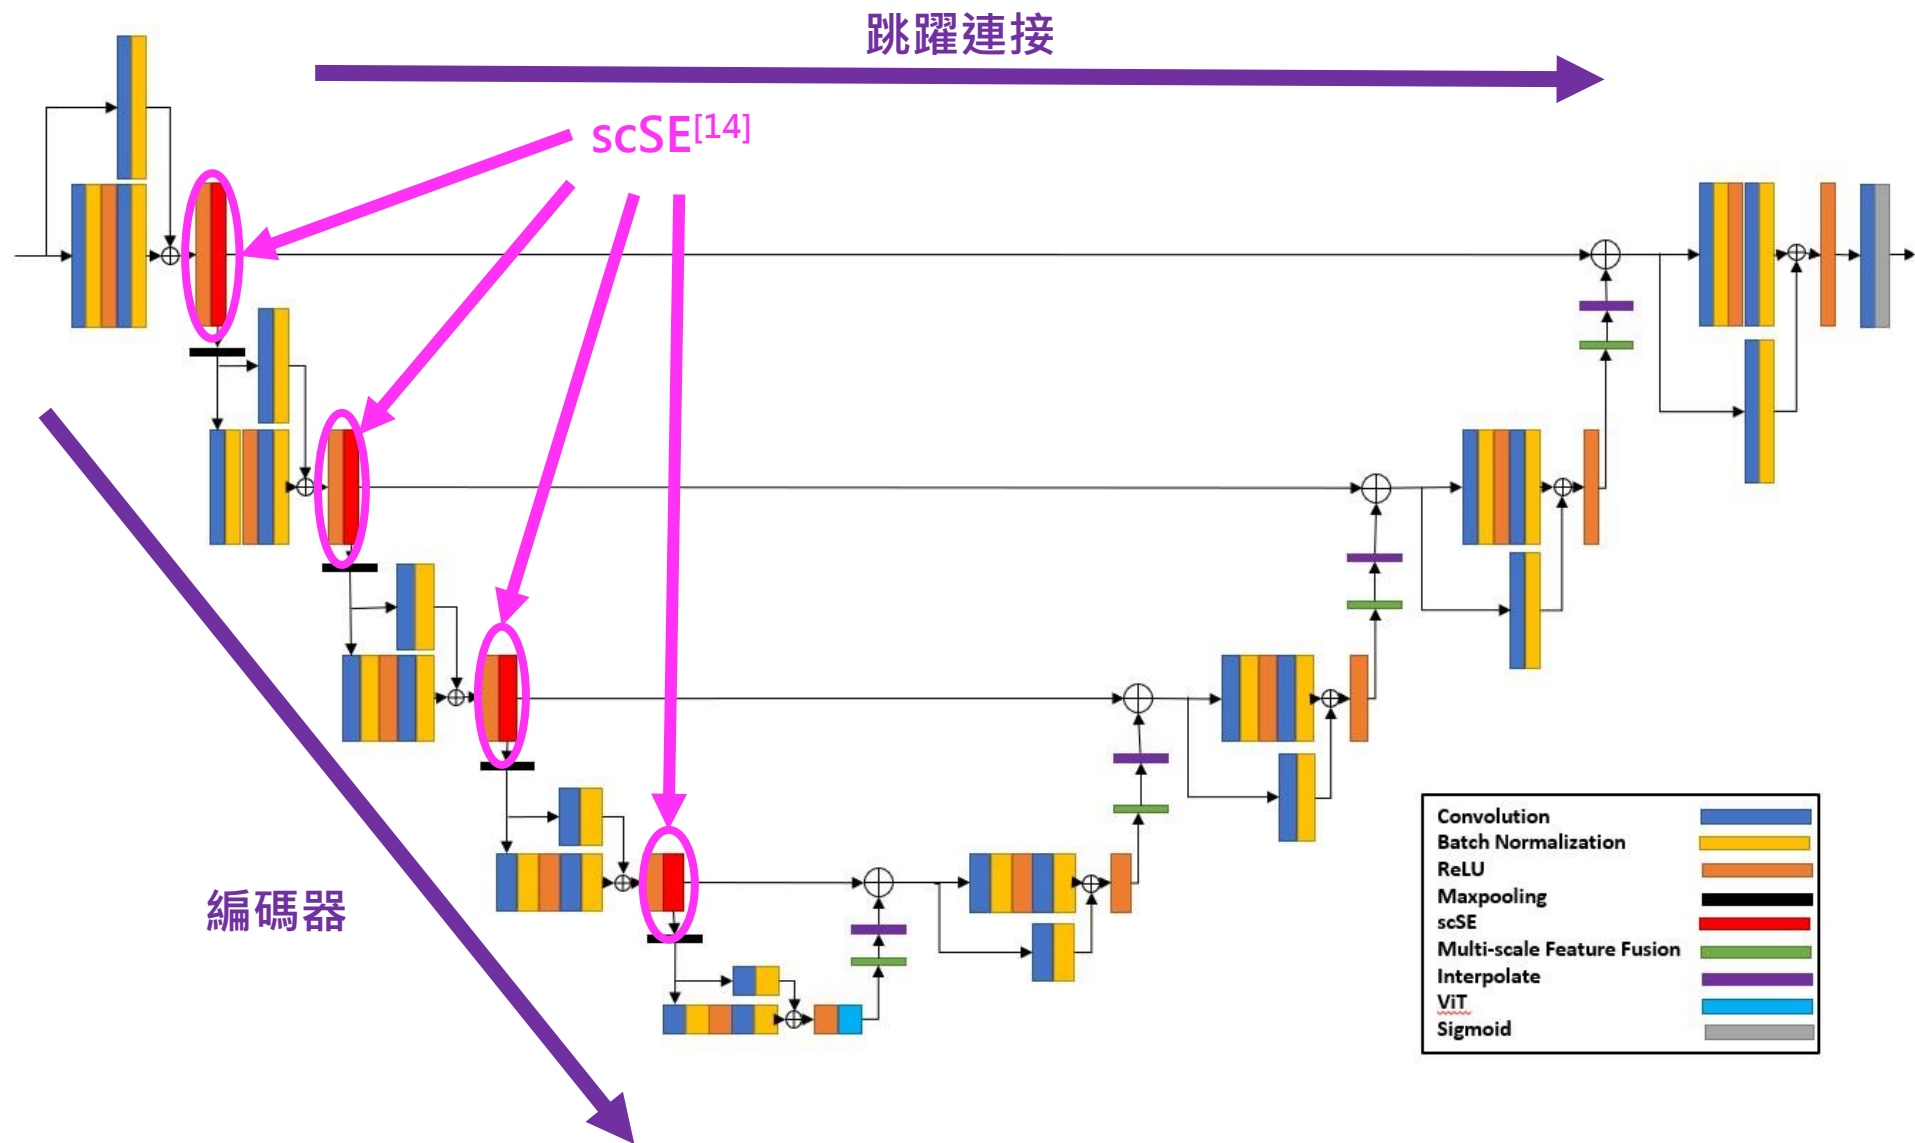 跳躍連接
scSE[14]
編碼器
Convolution
Batch Normalization
ReLU
Maxpooling
scSE
Multi-scale Feature Fusion
Interpolate
ViT
Sigmoid